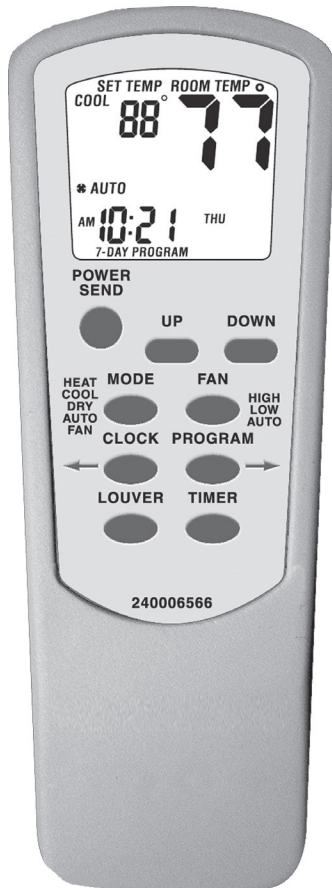 SET TEMP ROOM TEMP
COOL 88° 77
AUTO
AM 10:21 THU
7-DAY PROGRAM
POWER
SEND
UP DOWN
MODE FAN
HEAT
COOL
DRY
AUTO
FAN
HIGH
LOW
AUTO
CLOCK PROGRAM
LOUVER TIMER
240006566